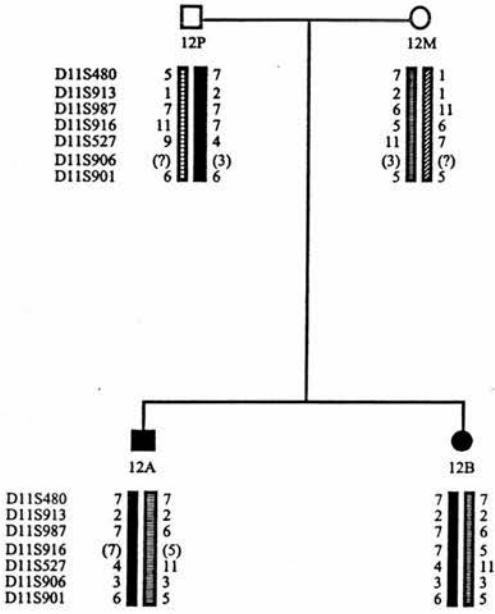 12P 12M
D11S480 5 7 7 1
D11S913 1 2 2 1
D11S987 7 7 6 11
D11S916 11 7 5 6
D11S527 9 4 11 7
D11S906 (?) (3) (3) (?)
D11S901 6 6 5 5
12A 12B
D11S480 7 7 7 7
D11S913 2 2 2 2
D11S987 7 6 7 6
D11S916 (7) (5) 7 5
D11S527 4 11 4 11
D11S906 3 3 3 3
D11S901 6 5 6 5